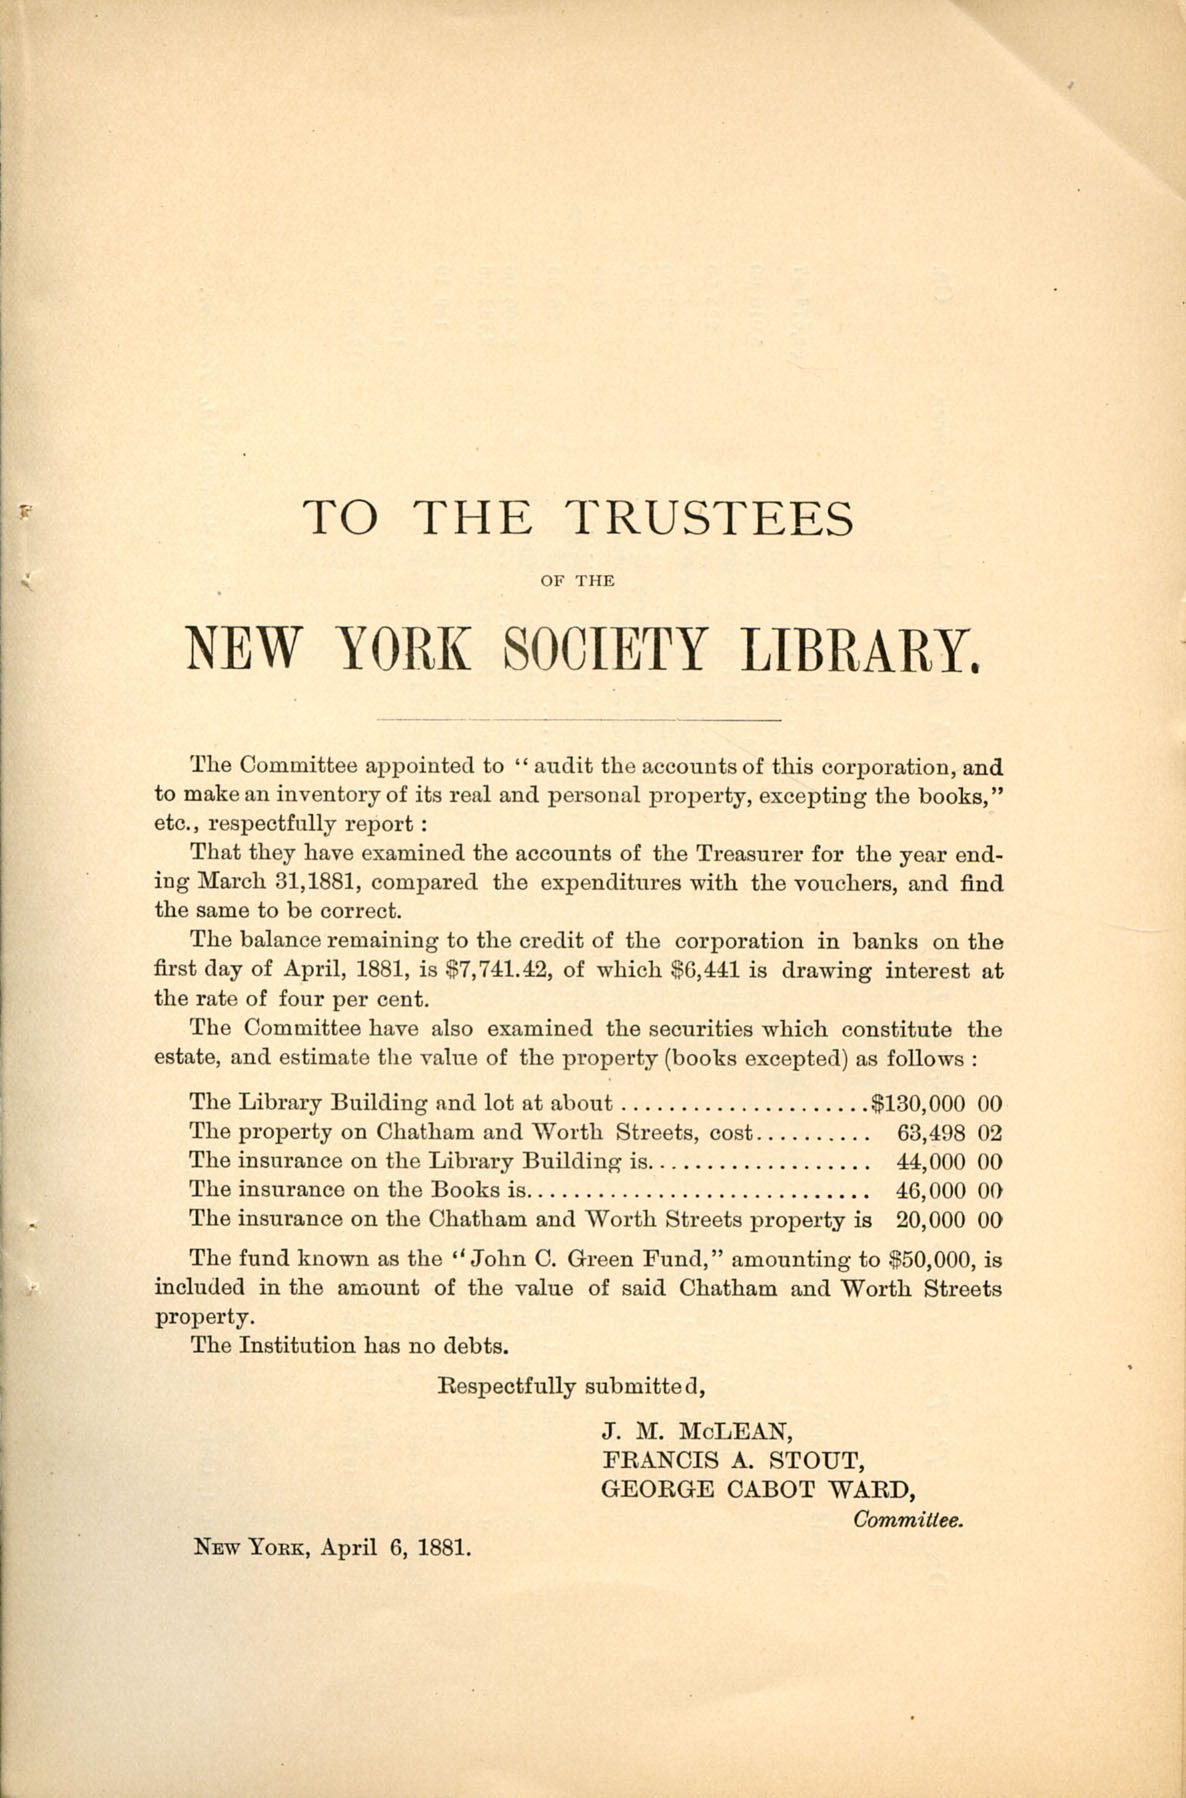 TO THE TRUSTEES
OF THE
NEW YORK SOCIETY LIBRARY.
The Committee appointed to “audit the accounts of this corporation, and
to make an inventory of its real and personal property, excepting the books,”
etc., respectfully report :
That they have examined the accounts of the Treasurer for the year end-
ing March 31,1881, compared the expenditures with the vouchers, and find
the same to be correct.
The balance remaining to the credit of the corporation in banks on the
first day of April, 1881, is $7,741.42, of which $6,441 is drawing interest at
the rate of four per cent.
The Committee have also examined the securities which constitute the
estate, and estimate the value of the property (books excepted) as follows :
The Library Building and lot at about.....................$130,000 00
The property on Chatham and Worth Streets, cost.......... 63,498 02
The insurance on the Library Building is................... 44,000 00
The insurance on the Books is............................. 46,000 00
The insurance on the Chatham and Worth Streets property is 20,000 00
The fund known as the “John C. Green Fund,” amounting to $50,000, is
included in the amount of the value of said Chatham and Worth Streets
property.
The Institution has no debts.
Respectfully submitted,
J. M. McLEAN,
FRANCIS A. STOUT,
GEORGE CABOT WARD,
Committee.
NEW YORK, April 6, 1881.